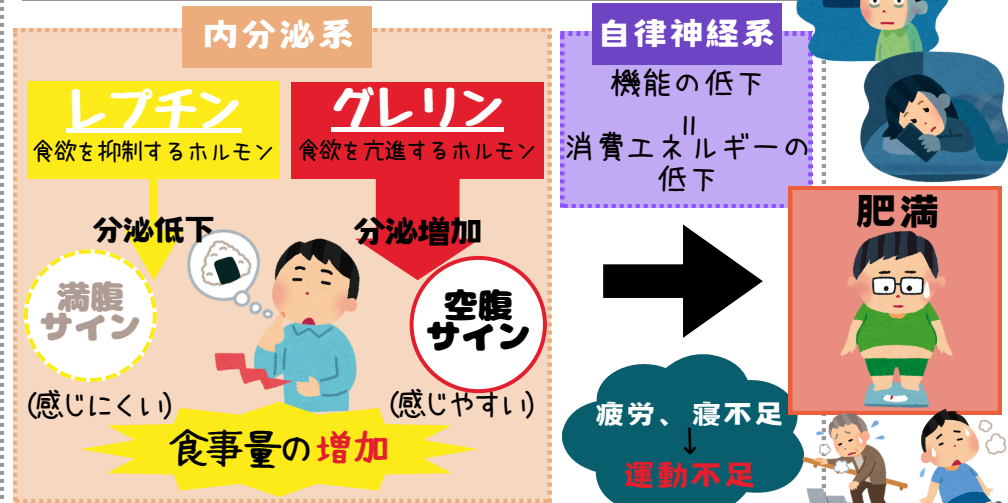 内分泌系
レプチン
食欲を抑制するホルモン
グレリン
食欲を亢進するホルモン
分泌低下
分泌増加
満腹
サイン
空腹
サイン
(感じにくい)
(感じやすい)
食事量の増加
自律神経系
機能の低下
=
消費エネルギーの
低下
肥満
疲労、寝不足
↓
運動不足